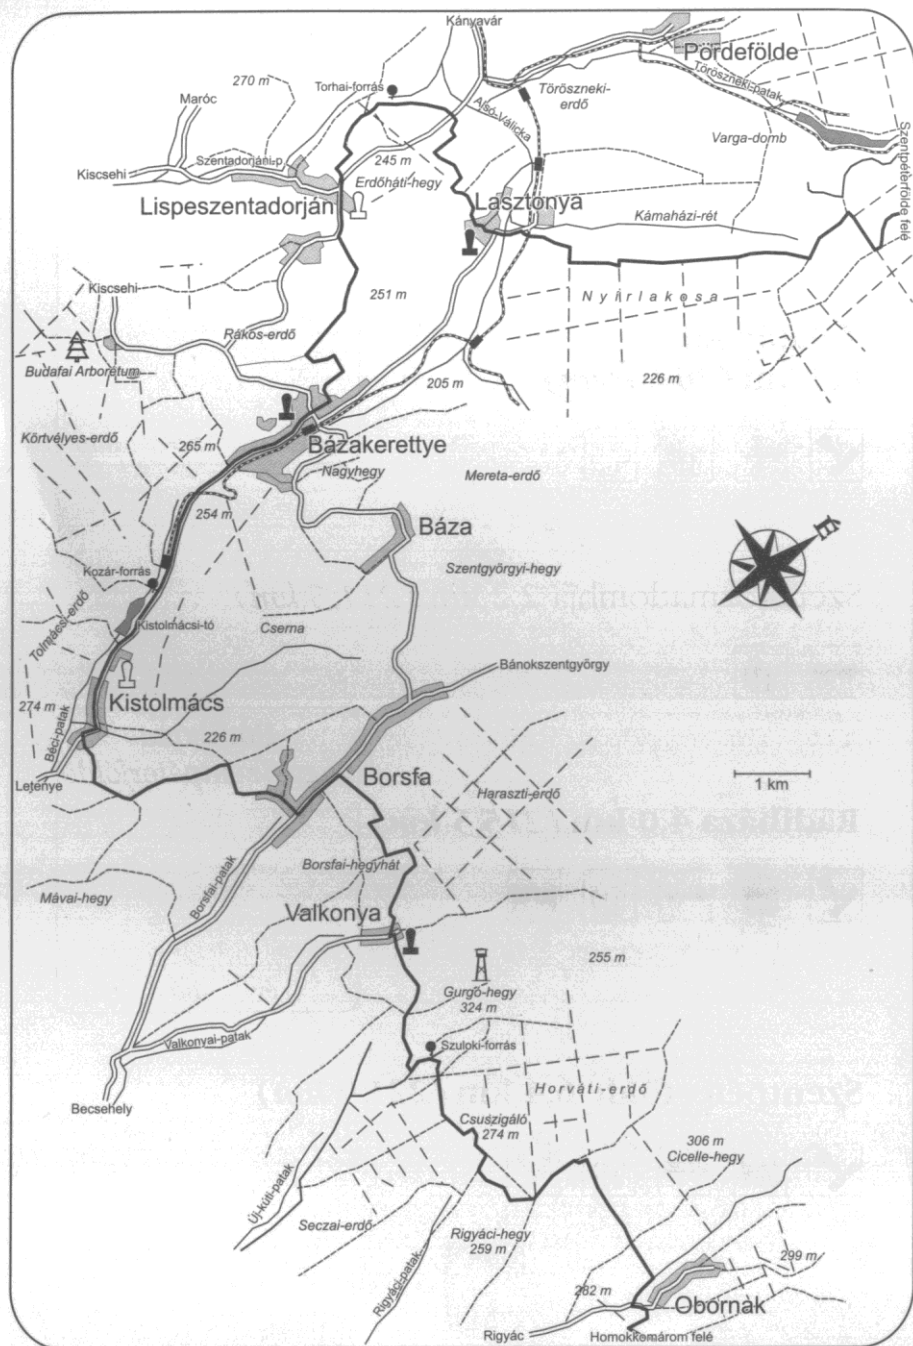 Kányavár
Pördefölde
270 m
Torhai-forrás
Töröszneki-
erdő
Töröszneki-patak
Maróc
Alsó-Válicka
Varga-domb
Szentpéterfölde felé
245 m
Szentadorjáni-p.
Kiscsehi
Erdőháti-hegy
Lasztonya
Lispeszentadorján
Kámaházi-rét
Kiscsehi
251 m
Nyírlakosa
Rákos-erdő
Budafai Arborétum
205 m
226 m
Körtvélyes-erdő
265 m
Bázakerettye
Nagyhegy
Mereta-erdő
254 m
Báza
É
Kozár-forrás
Szentgyörgyi-hegy
Tolmácsi-erdő
Kistolmácsi-tó
Cserna
Bánokszentgyörgy
Kistolmács
274 m
Béci-patak
226 m
Letenye
Borsfa
1 km
Haraszti-erdő
Borsfai-hegyhát
Mávai-hegy
Borsfai-patak
Valkonya
255 m
Gurgó-hegy
324 m
Valkonyai-patak
Szuloki-forrás
Becsehely
Horváti-erdő
Csuszigáló
274 m
306 m
Cicelle-hegy
Új-kúti-patak
Seczai-erdő
Rigyáci-hegy
259 m
Rigyáci-patak
299 m
282 m
Obornak
Rigyác
Homokkomárom felé